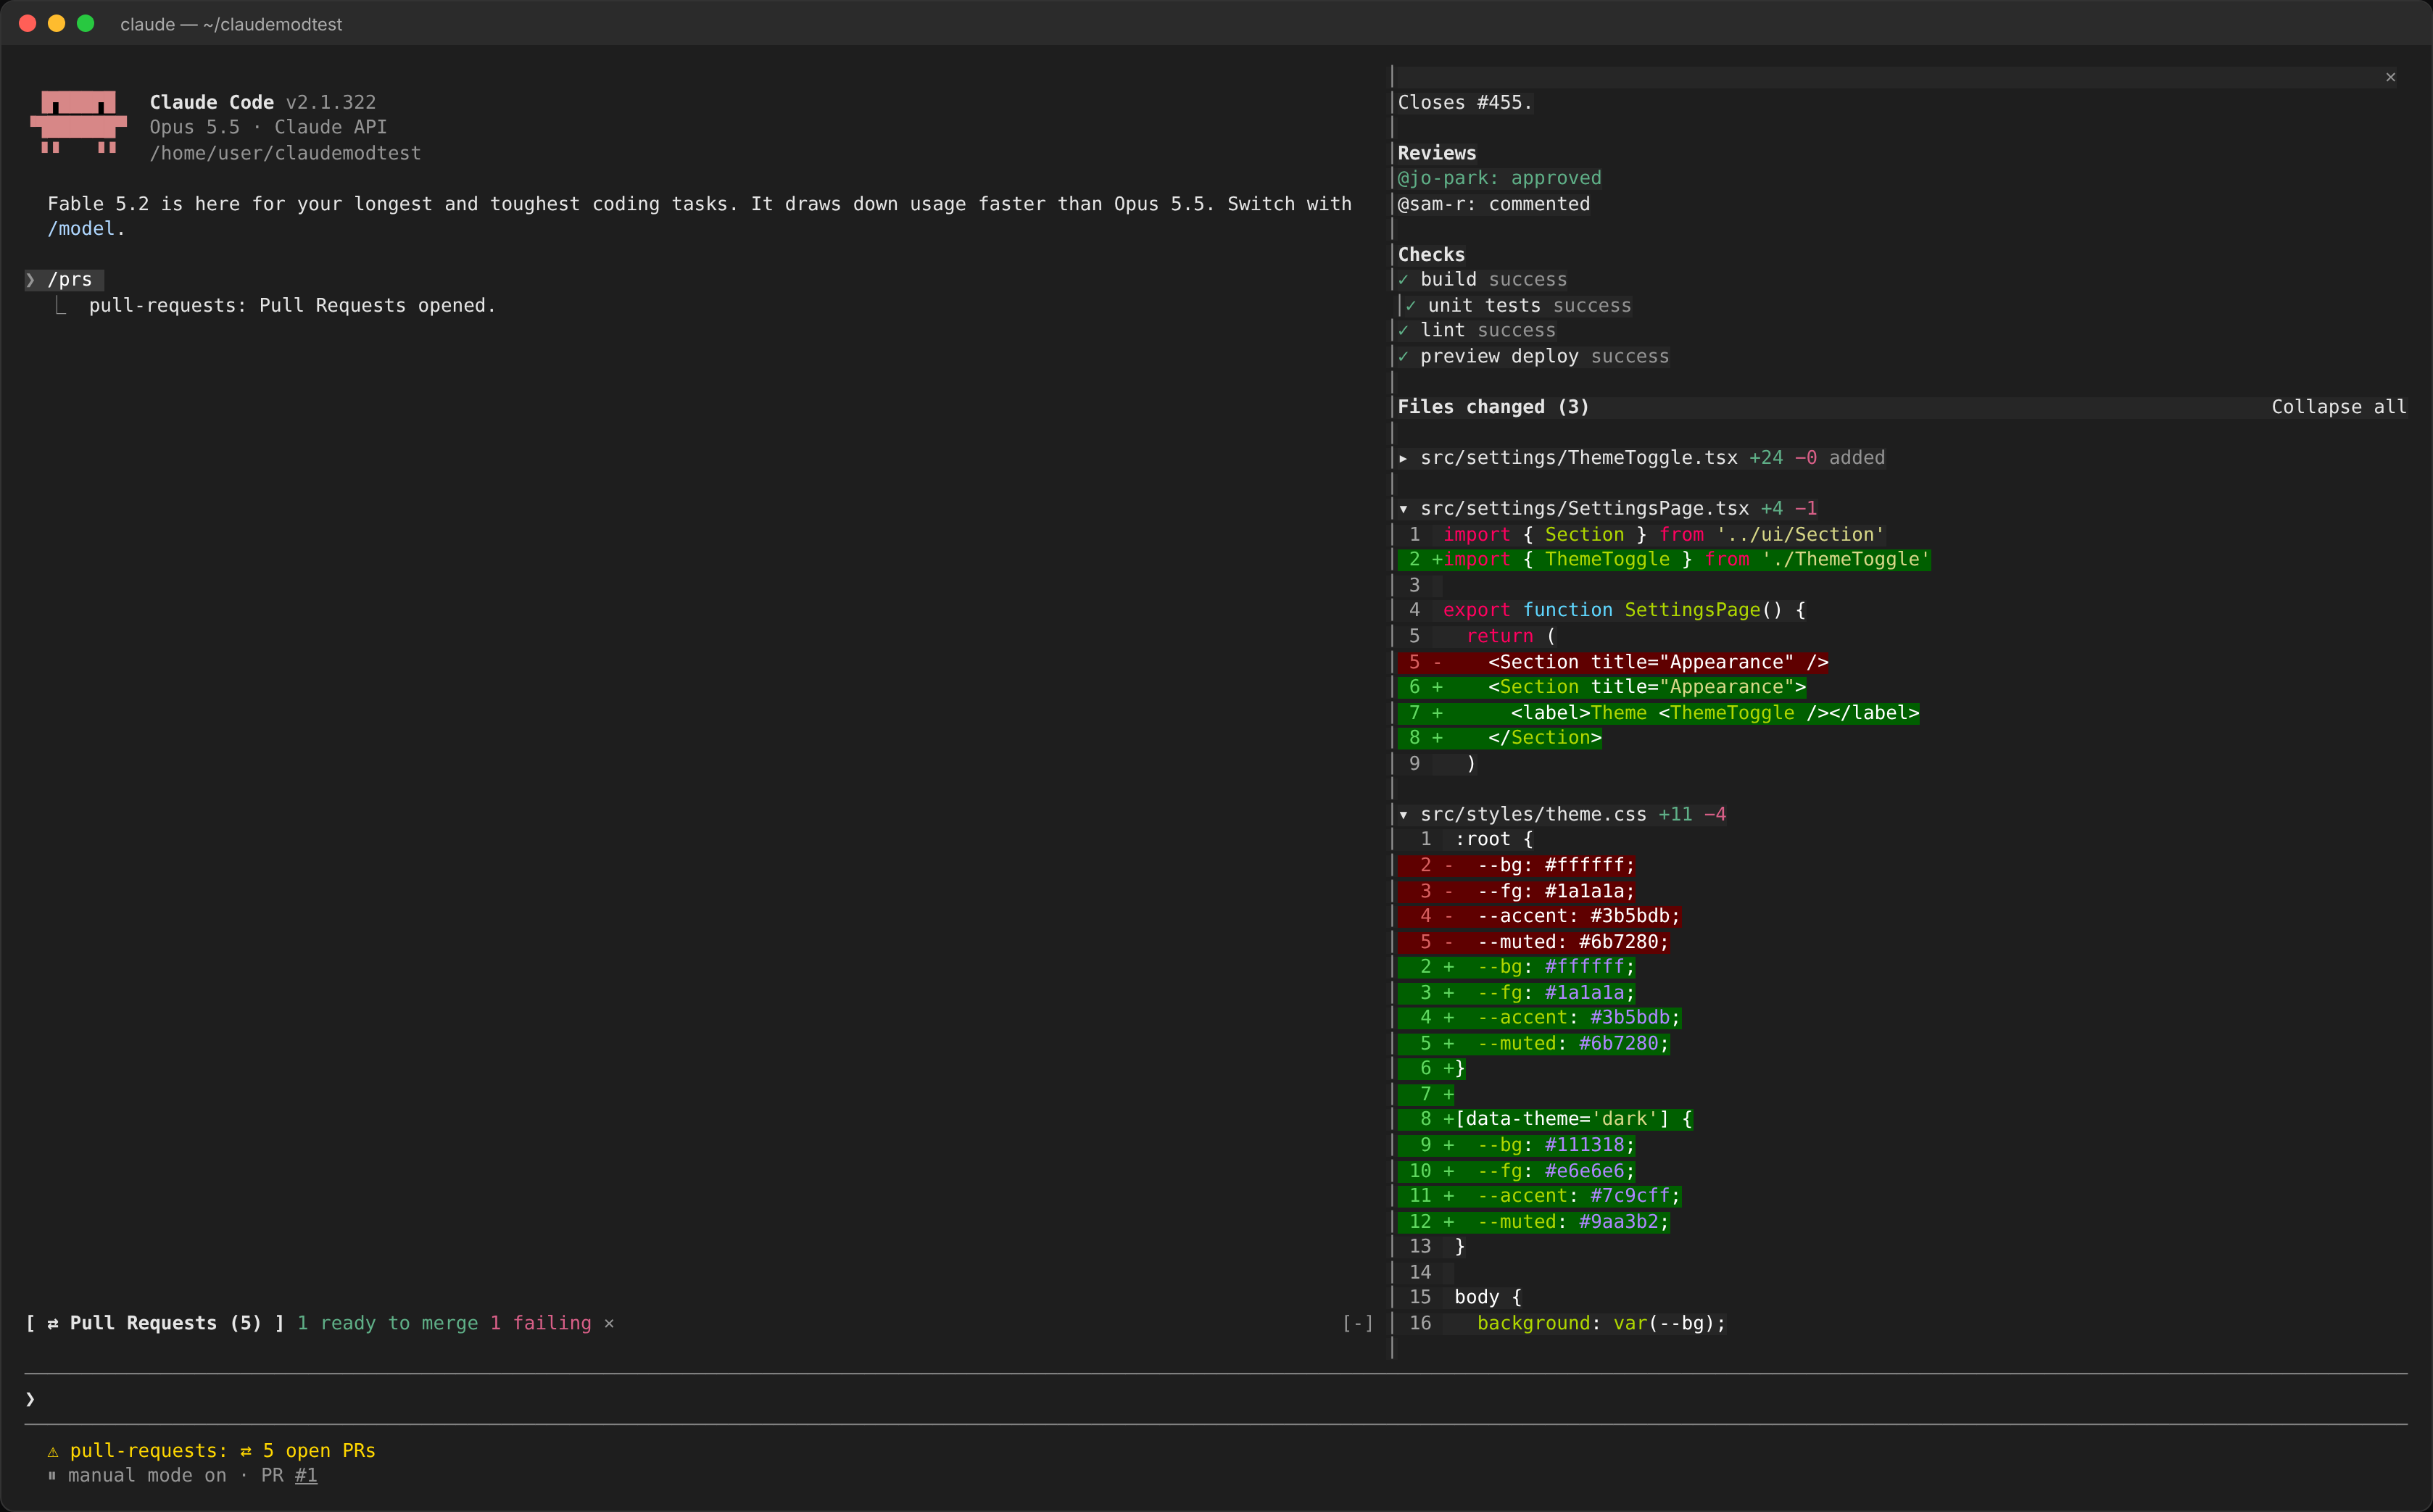 claude — ~/claudemodtest
Claude Code v2.1.322
Opus 5.5 · Claude API
/home/user/claudemodtest
Fable 5.2 is here for your longest and toughest coding tasks. It draws down usage faster than Opus 5.5. Switch with
/model.
❯ /prs
⎿  pull-requests: Pull Requests opened.
[ ⇄ Pull Requests (5) ] 1 ready to merge 1 failing ×
[-]
×
Closes #455.
Reviews
@jo-park: approved
@sam-r: commented
Checks
✓ build success
✓ unit tests success
✓ lint success
✓ preview deploy success
Files changed (3) Collapse all
▸ src/settings/ThemeToggle.tsx +24 −0 added
▾ src/settings/SettingsPage.tsx +4 −1
1  import { Section } from '../ui/Section'
2 +import { ThemeToggle } from './ThemeToggle'
3
4  export function SettingsPage() {
5    return (
5 -    <Section title="Appearance" />
6 +    <Section title="Appearance">
7 +      <label>Theme <ThemeToggle /></label>
8 +    </Section>
9    )
▾ src/styles/theme.css +11 −4
1  :root {
2 -  --bg: #ffffff;
3 -  --fg: #1a1a1a;
4 -  --accent: #3b5bdb;
5 -  --muted: #6b7280;
2 +  --bg: #ffffff;
3 +  --fg: #1a1a1a;
4 +  --accent: #3b5bdb;
5 +  --muted: #6b7280;
6 +}
7 +
8 +[data-theme='dark'] {
9 +  --bg: #111318;
10 +  --fg: #e6e6e6;
11 +  --accent: #7c9cff;
12 +  --muted: #9aa3b2;
13  }
14
15  body {
16    background: var(--bg);
❯
⚠ pull-requests: ⇄ 5 open PRs
⏸ manual mode on · PR #1